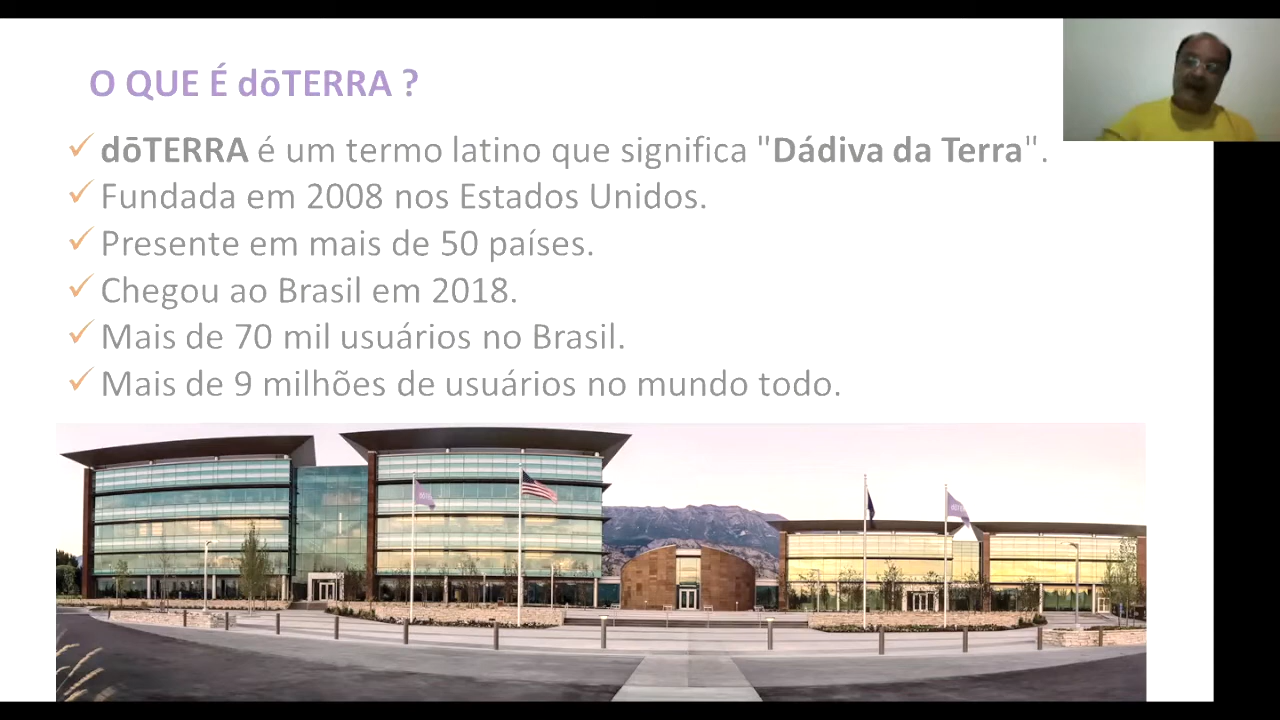 O QUE É dōTERRA ?
dōTERRA é um termo latino que significa "Dádiva da Terra".
Fundada em 2008 nos Estados Unidos.
Presente em mais de 50 países.
Chegou ao Brasil em 2018.
Mais de 70 mil usuários no Brasil.
Mais de 9 milhões de usuários no mundo todo.